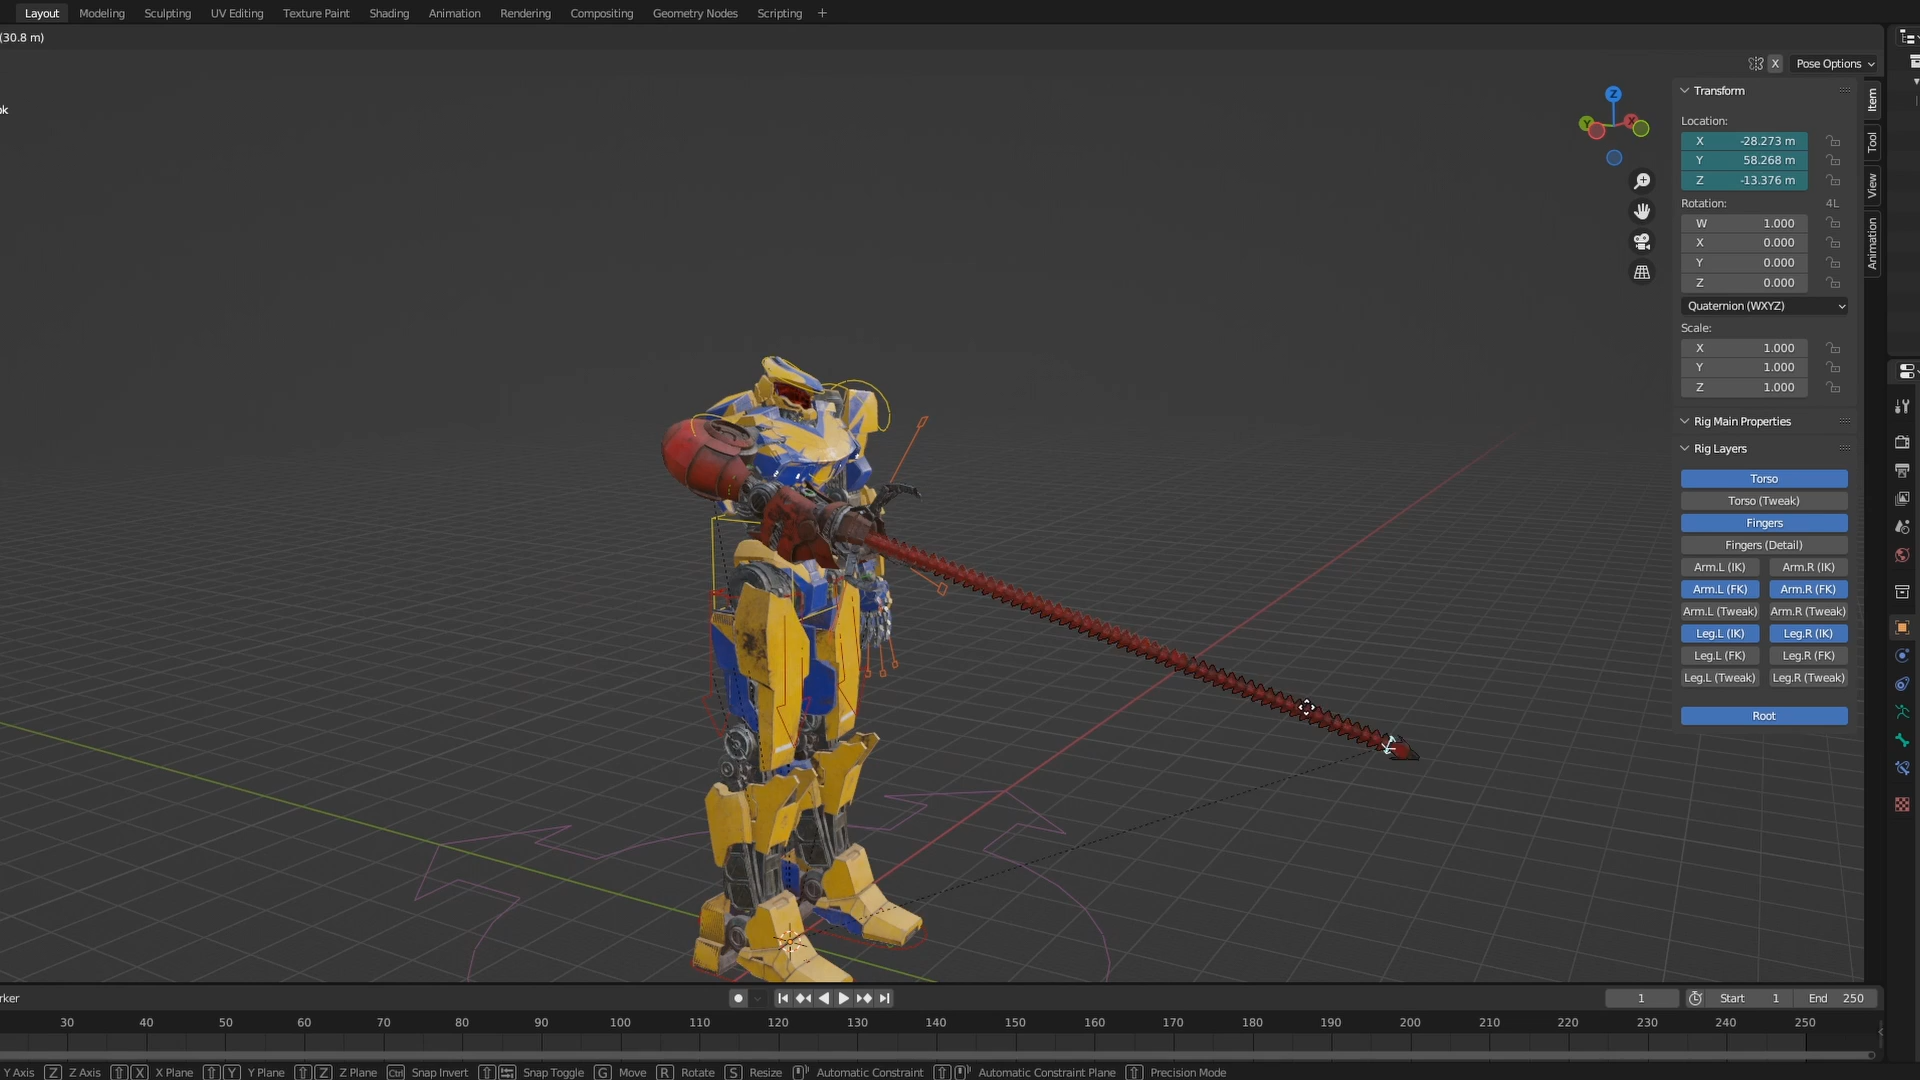 Layout Modeling Sculpting UV Editing Texture Paint Shading Animation Rendering Compositing Geometry Nodes Scripting +
(30.8 m)
X Pose Options
Transform
Location:
X -28.273 m
Y 58.268 m
Z -13.376 m
Rotation: 4L
W 1.000
X 0.000
Y 0.000
Z 0.000
Quaternion (WXYZ)
Scale:
X 1.000
Y 1.000
Z 1.000
Rig Main Properties
Rig Layers
Torso
Torso (Tweak)
Fingers
Fingers (Detail)
Arm.L (IK) Arm.R (IK)
Arm.L (FK) Arm.R (FK)
Arm.L (Tweak) Arm.R (Tweak)
Leg.L (IK) Leg.R (IK)
Leg.L (FK) Leg.R (FK)
Leg.L (Tweak) Leg.R (Tweak)
Root
Item
Tool
View
Animation
Z
Y
X
ok
rker
1 Start 1 End 250
30 40 50 60 70 80 90 100 110 120 130 140 150 160 170 180 190 200 210 220 230 240 250
Y Axis Z Z Axis X X Plane Y Y Plane Z Z Plane Ctrl Snap Invert Snap Toggle G Move R Rotate S Resize Automatic Constraint Automatic Constraint Plane Precision Mode